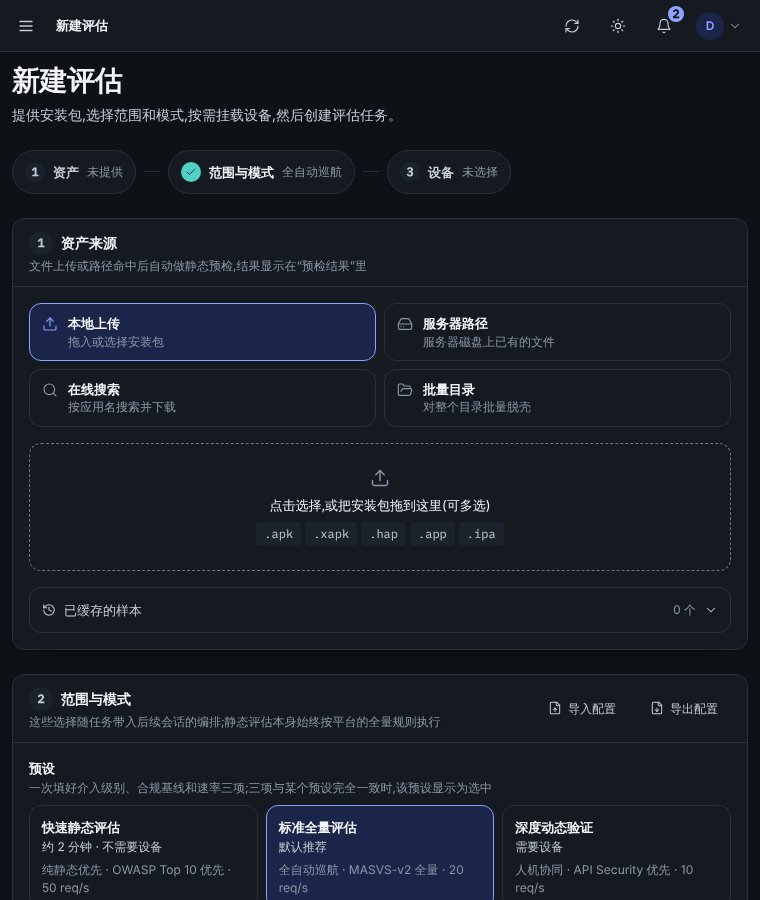 新建评估
2
D
新建评估
提供安装包,选择范围和模式,按需挂载设备,然后创建评估任务。
1 资产 未提供
范围与模式 全自动巡航
3 设备 未选择
1 资产来源
文件上传或路径命中后自动做静态预检,结果显示在"预检结果"里
本地上传
拖入或选择安装包
服务器路径
服务器磁盘上已有的文件
在线搜索
按应用名搜索并下载
批量目录
对整个目录批量脱壳
点击选择,或把安装包拖到这里(可多选)
.apk .xapk .hap .app .ipa
已缓存的样本 0 个
2 范围与模式
这些选择随任务带入后续会话的编排;静态评估本身始终按平台的全量规则执行
导入配置 导出配置
预设
一次填好介入级别、合规基线和速率三项;三项与某个预设完全一致时,该预设显示为选中
快速静态评估
约 2 分钟 · 不需要设备
纯静态优先 · OWASP Top 10 优先 ·
50 req/s
标准全量评估
默认推荐
全自动巡航 · MASVS-v2 全量 · 20
req/s
深度动态验证
需要设备
人机协同 · API Security 优先 · 10
req/s